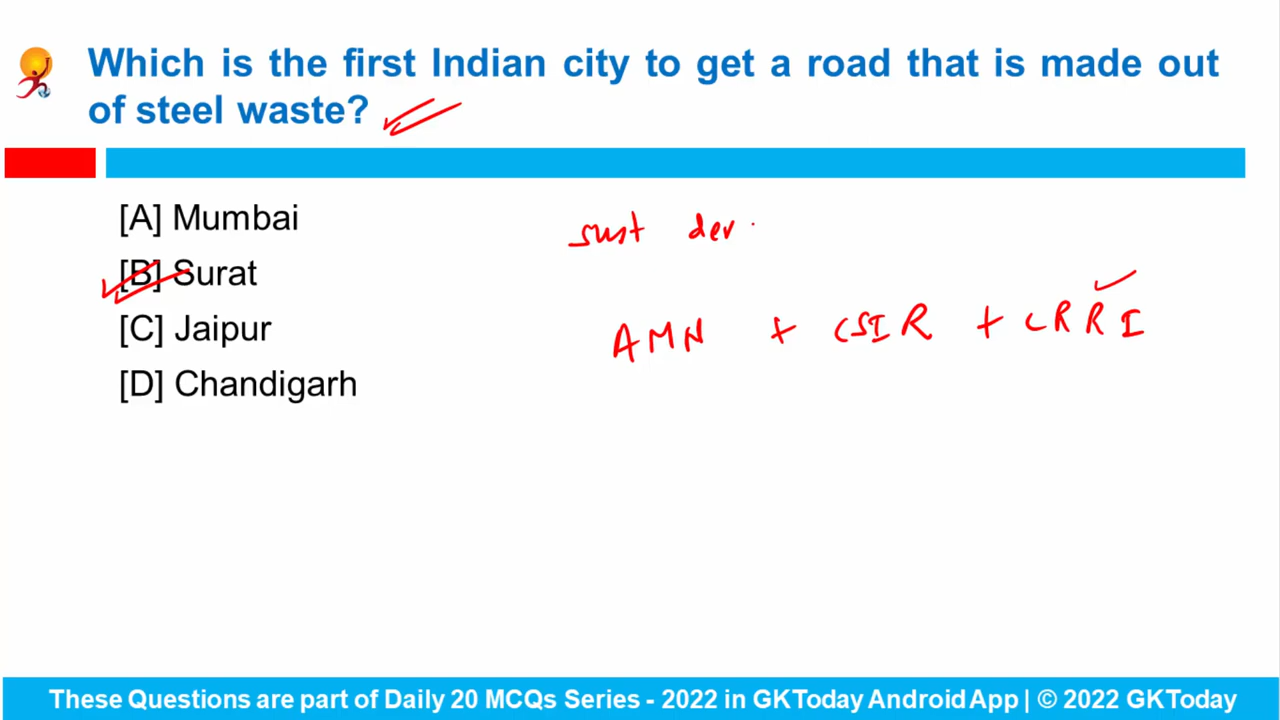 Which is the first Indian city to get a road that is made out
of steel waste?
[A] Mumbai
sust dev.
[B] Surat
[C] Jaipur
AMN + CSIR + CRRI
[D] Chandigarh
These Questions are part of Daily 20 MCQs Series - 2022 in GKToday Android App | © 2022 GKToday